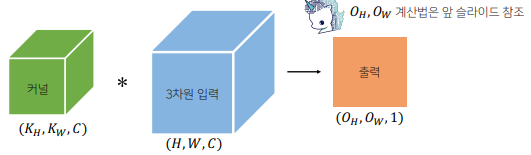 O_H, O_W 계산법은 앞 슬라이드 참조
커널
*
3차원 입력
출력
(K_H, K_W, C)
(H, W, C)
(O_H, O_W, 1)